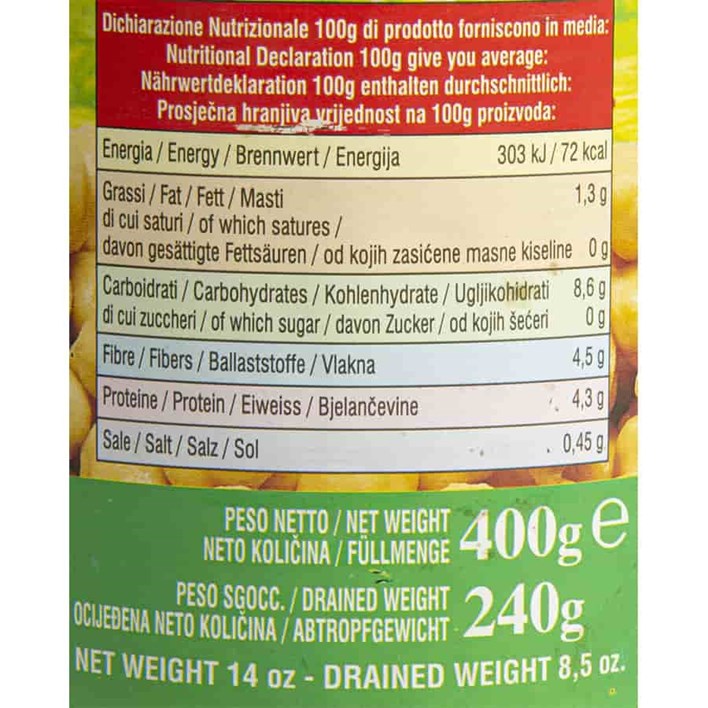 Dichiarazione Nutrizionale 100g di prodotto forniscono in media:
Nutritional Declaration 100g give you average:
Nährwertdeklaration 100g enthalten durchschnittlich:
Prosječna hranjiva vrijednost na 100g proizvoda:
Energia / Energy / Brennwert / Energija 303 kJ / 72 kcal
Grassi / Fat / Fett / Masti 1,3 g
di cui saturi / of which satures /
davon gesättigte Fettsäuren / od kojih zasićene masne kiseline 0 g
Carboidrati / Carbohydrates / Kohlenhydrate / Ugljikohidrati 8,6 g
di cui zuccheri / of which sugar / davon Zucker / od kojih šećeri 0 g
Fibre / Fibers / Ballaststoffe / Vlakna 4,5 g
Proteine / Protein / Eiweiss / Bjelančevine 4,3 g
Sale / Salt / Salz / Sol 0,45 g
PESO NETTO / NET WEIGHT
NETO KOLIČINA / FÜLLMENGE 400g e
PESO SGOCC. / DRAINED WEIGHT
OCIJEĐENA NETO KOLIČINA / ABTROPFGEWICHT 240g
NET WEIGHT 14 oz - DRAINED WEIGHT 8,5 oz.